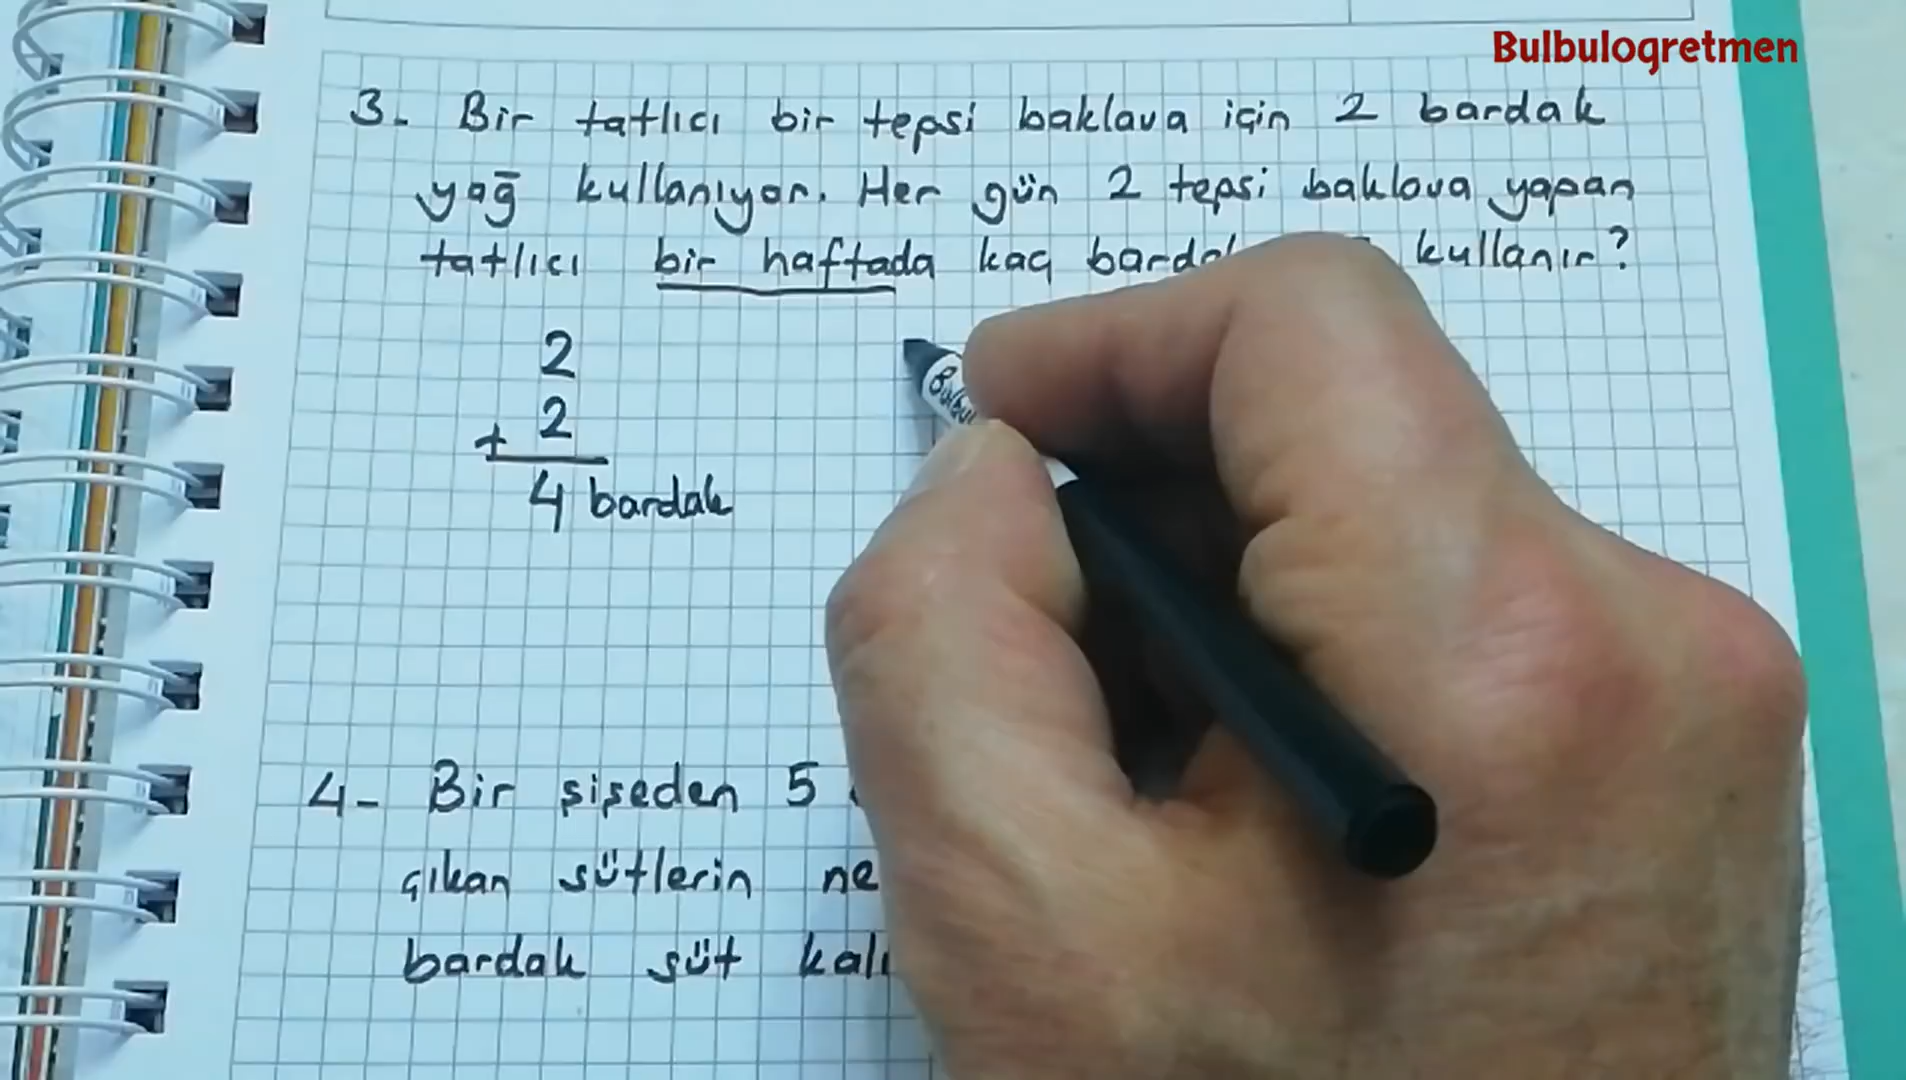 Bulbulogretmen
3- Bir tatlıcı bir tepsi baklava için 2 bardak
yağ kullanıyor. Her gün 2 tepsi baklava yapan
tatlıcı bir haftada kaç kullanır?
2
+ 2
4 bardak
4- Bir şişeden 5
çıkan sütlerin
bardak süt